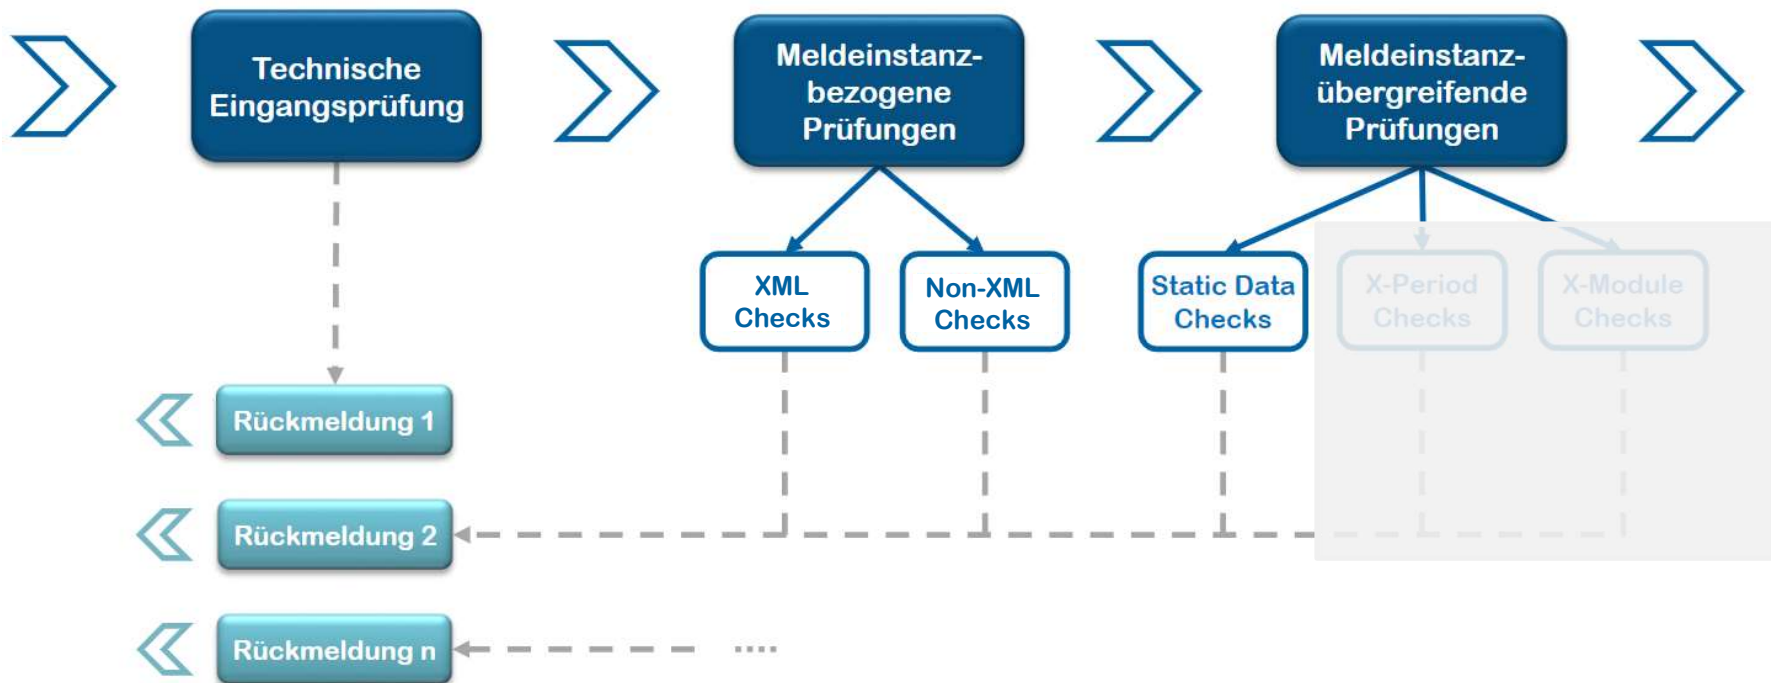 Technische
Eingangsprüfung
Meldeinstanz-
bezogene
Prüfungen
Meldeinstanz-
übergreifende
Prüfungen
XML
Checks
Non-XML
Checks
Static Data
Checks
X-Period
Checks
X-Module
Checks
Rückmeldung 1
Rückmeldung 2
Rückmeldung n
....